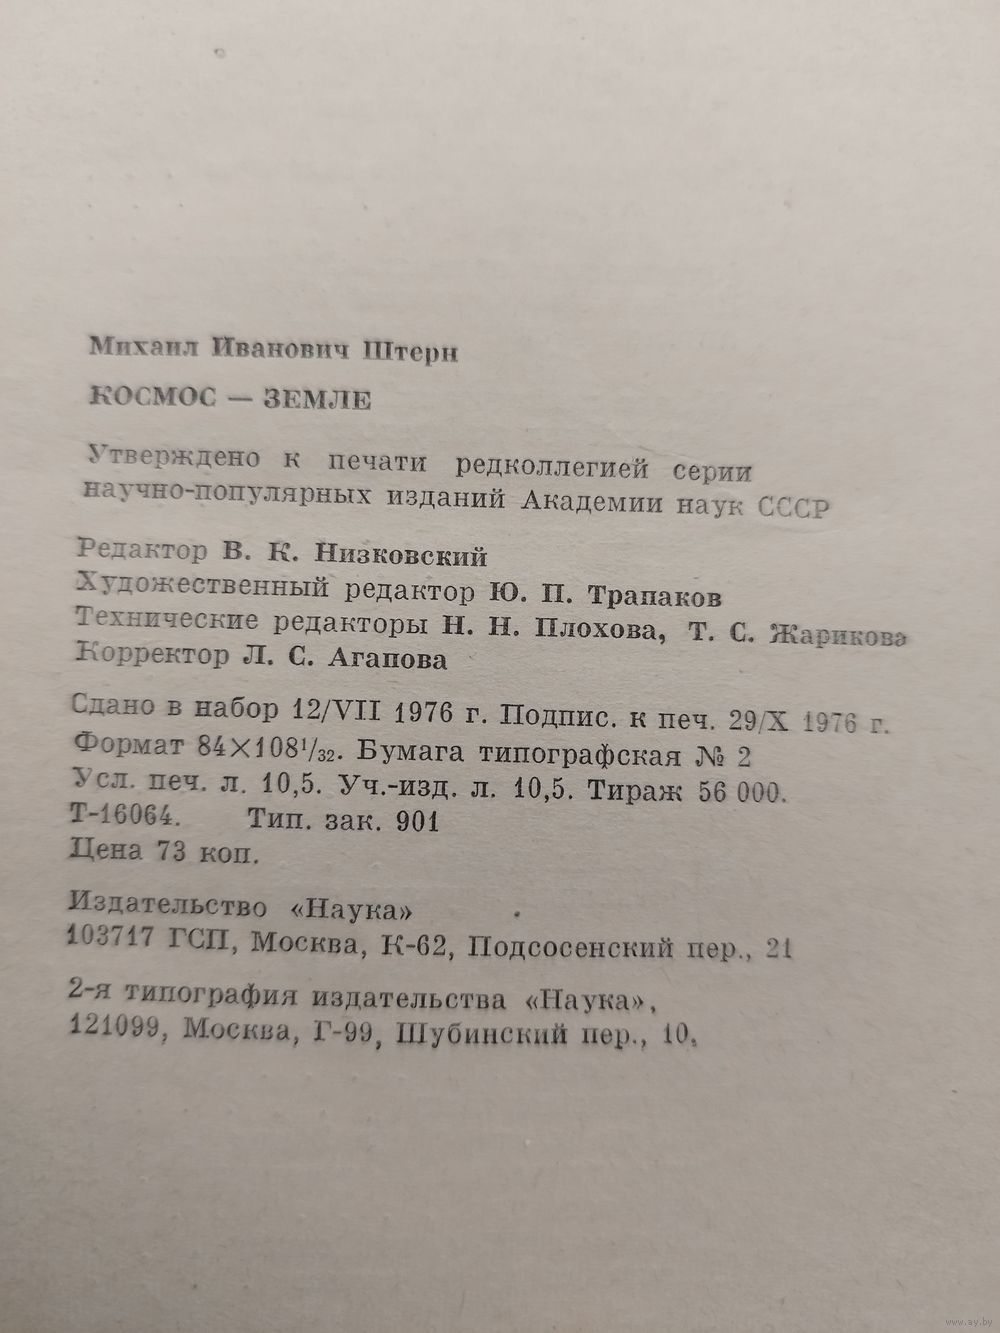 Михаил Иванович Штерн
КОСМОС — ЗЕМЛЕ
Утверждено к печати редколлегией серии
научно-популярных изданий Академии наук СССР
Редактор В. К. Низковский
Художественный редактор Ю. П. Трапаков
Технические редакторы Н. Н. Плохова, Т. С. Жарикова
Корректор Л. С. Агапова
Сдано в набор 12/VII 1976 г. Подпис. к печ. 29/X 1976 г.
Формат 84×108¹/₃₂. Бумага типографская № 2
Усл. печ. л. 10,5. Уч.-изд. л. 10,5. Тираж 56 000.
Т-16064. Тип. зак. 901
Цена 73 коп.
Издательство «Наука»
103717 ГСП, Москва, К-62, Подсосенский пер., 21
2-я типография издательства «Наука»,
121099, Москва, Г-99, Шубинский пер., 10.
www.ay.by